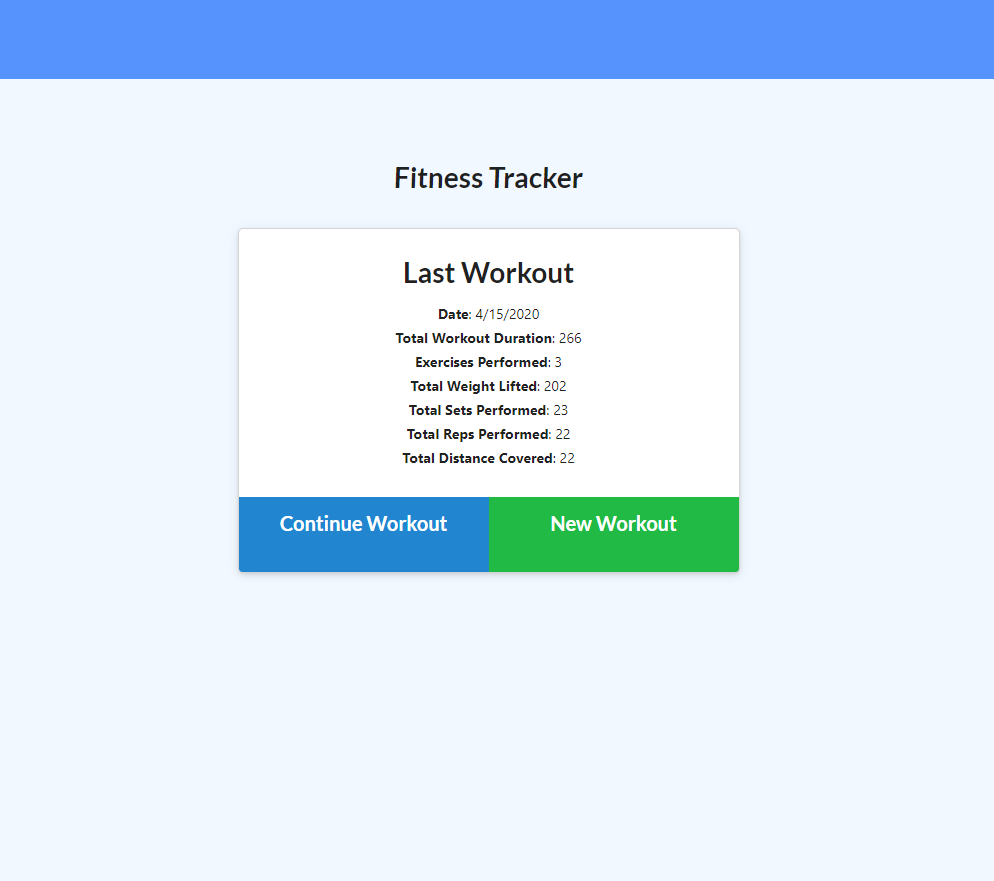 Fitness Tracker
Last Workout
Date: 4/15/2020
Total Workout Duration: 266
Exercises Performed: 3
Total Weight Lifted: 202
Total Sets Performed: 23
Total Reps Performed: 22
Total Distance Covered: 22
Continue Workout
New Workout